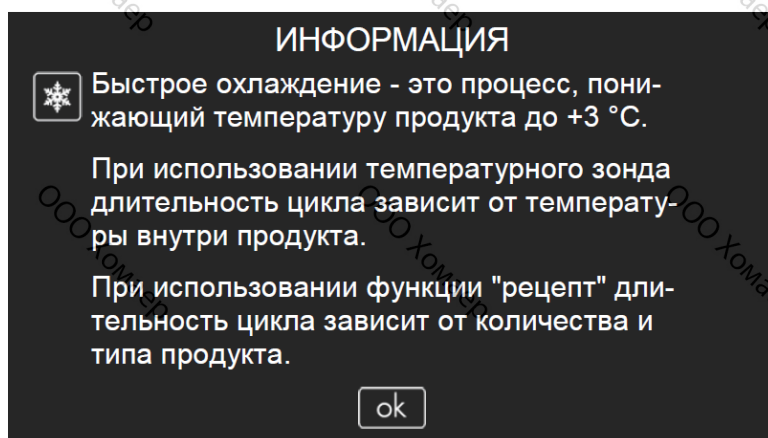 ИНФОРМАЦИЯ
Быстрое охлаждение - это процесс, пони-
жающий температуру продукта до +3 °C.
При использовании температурного зонда
длительность цикла зависит от температу-
ры внутри продукта.
При использовании функции "рецепт" дли-
тельность цикла зависит от количества и
типа продукта.
ok